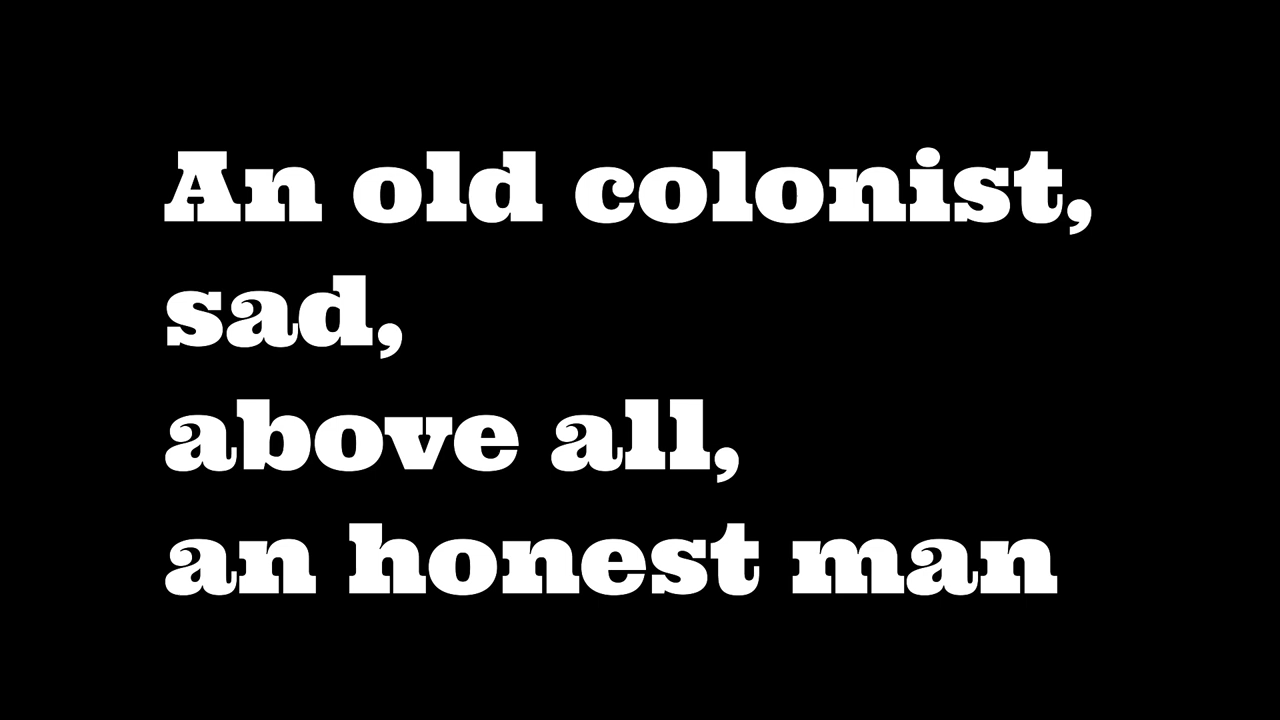 An old colonist,
sad,
above all,
an honest man